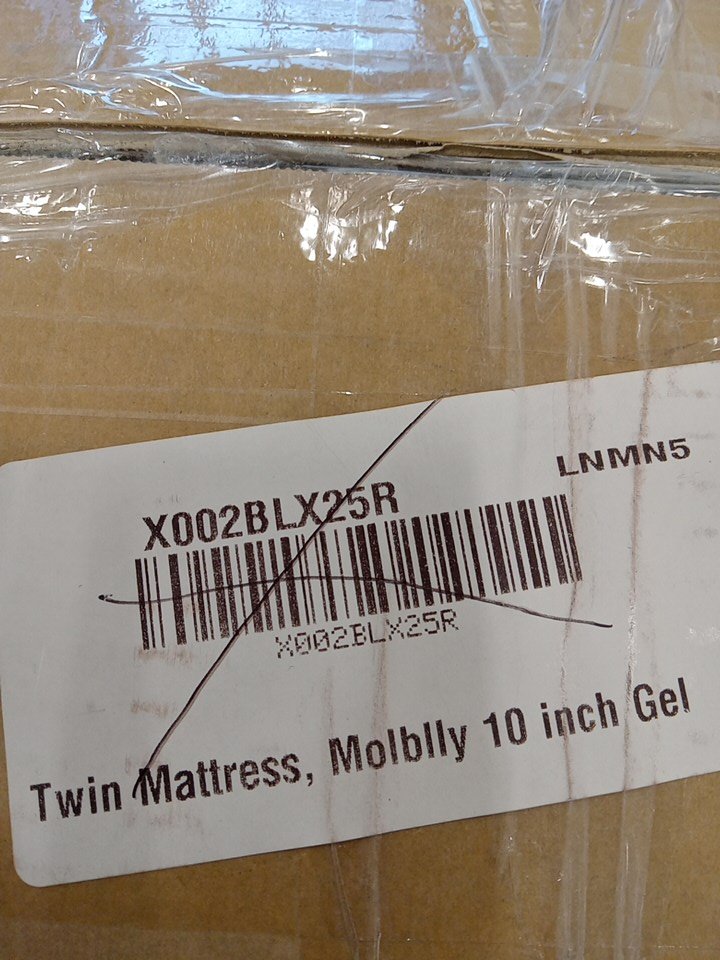 LNMN5
X002BLX25R
X002BLX25R
Twin Mattress, Molblly 10 inch Gel